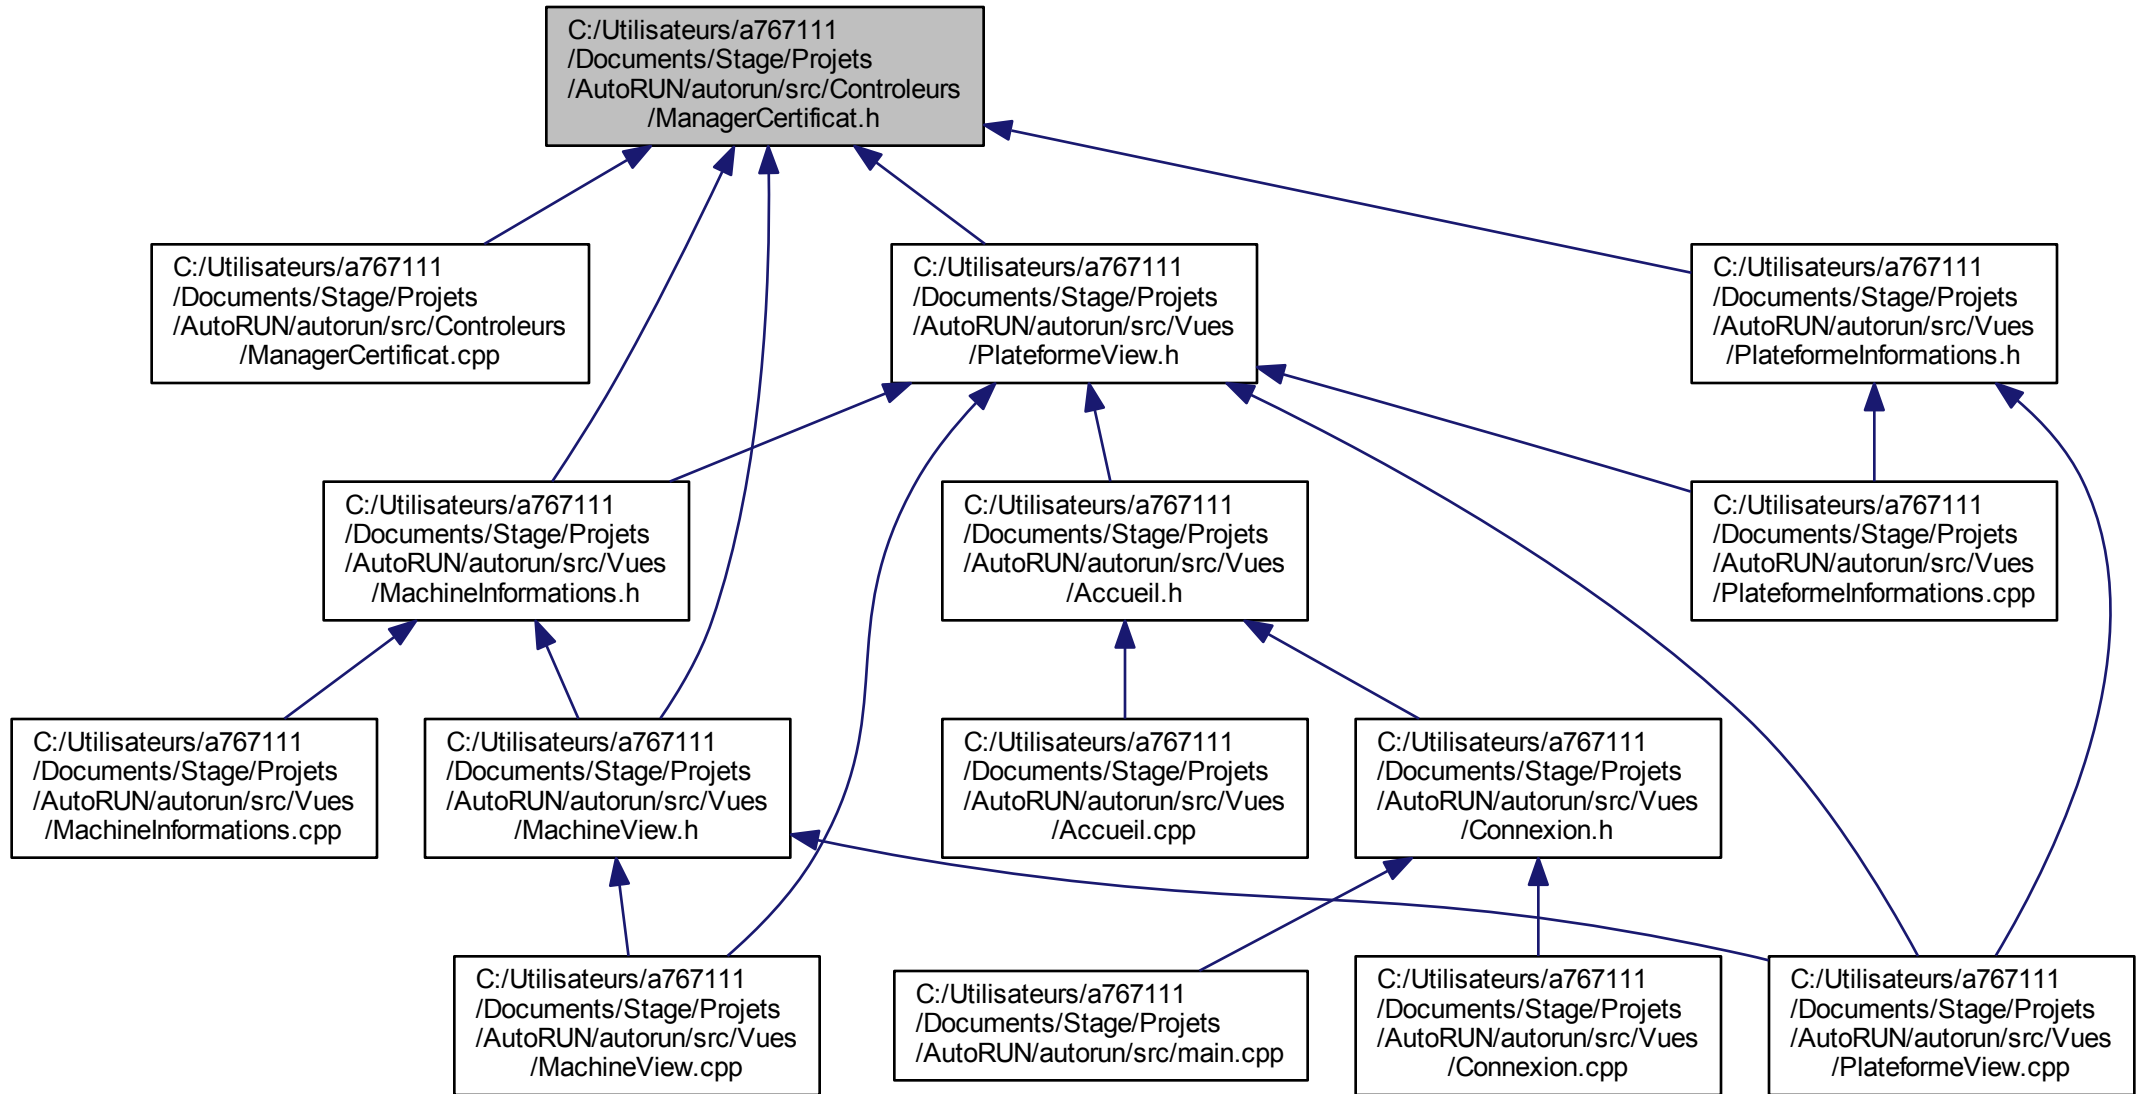 C:/Utilisateurs/a767111
/Documents/Stage/Projets
/AutoRUN/autorun/src/Controleurs
/ManagerCertificat.h
C:/Utilisateurs/a767111
/Documents/Stage/Projets
/AutoRUN/autorun/src/Controleurs
/ManagerCertificat.cpp
C:/Utilisateurs/a767111
/Documents/Stage/Projets
/AutoRUN/autorun/src/Vues
/PlateformeView.h
C:/Utilisateurs/a767111
/Documents/Stage/Projets
/AutoRUN/autorun/src/Vues
/PlateformeInformations.h
C:/Utilisateurs/a767111
/Documents/Stage/Projets
/AutoRUN/autorun/src/Vues
/MachineInformations.h
C:/Utilisateurs/a767111
/Documents/Stage/Projets
/AutoRUN/autorun/src/Vues
/Accueil.h
C:/Utilisateurs/a767111
/Documents/Stage/Projets
/AutoRUN/autorun/src/Vues
/PlateformeInformations.cpp
C:/Utilisateurs/a767111
/Documents/Stage/Projets
/AutoRUN/autorun/src/Vues
/MachineInformations.cpp
C:/Utilisateurs/a767111
/Documents/Stage/Projets
/AutoRUN/autorun/src/Vues
/MachineView.h
C:/Utilisateurs/a767111
/Documents/Stage/Projets
/AutoRUN/autorun/src/Vues
/Accueil.cpp
C:/Utilisateurs/a767111
/Documents/Stage/Projets
/AutoRUN/autorun/src/Vues
/Connexion.h
C:/Utilisateurs/a767111
/Documents/Stage/Projets
/AutoRUN/autorun/src/Vues
/MachineView.cpp
C:/Utilisateurs/a767111
/Documents/Stage/Projets
/AutoRUN/autorun/src/main.cpp
C:/Utilisateurs/a767111
/Documents/Stage/Projets
/AutoRUN/autorun/src/Vues
/Connexion.cpp
C:/Utilisateurs/a767111
/Documents/Stage/Projets
/AutoRUN/autorun/src/Vues
/PlateformeView.cpp